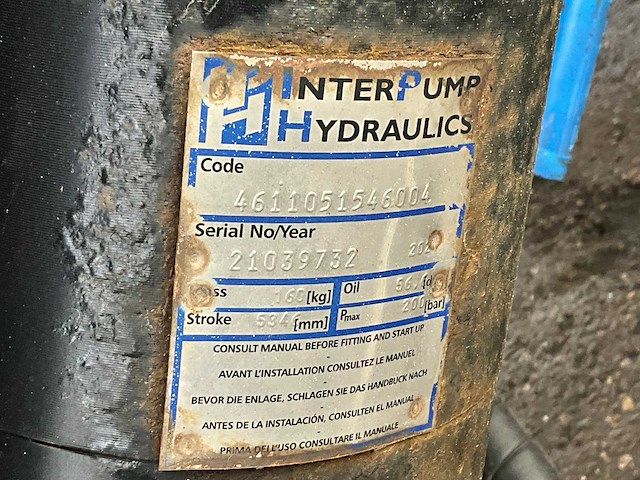 INTERPUMP
HYDRAULICS
Code
4611051546004
Serial No/Year
21039732
160 [kg] Oil
Stroke [mm] Pmax 200 [bar]
CONSULT MANUAL BEFORE FITTING AND START UP
-
AVANT L'INSTALLATION CONSULTEZ LE MANUEL
-
BEVOR DIE ENLAGE, SCHLAGEN SIE DAS HANDBUCK NACH
-
ANTES DE LA INSTALACIÓN, CONSULTEN EL MANUAL
-
PRIMA DELL'USO CONSULTARE IL MANUALE